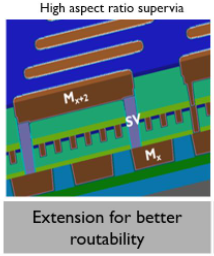 High aspect ratio supervia
Mx+2
SV
Mx
Extension for better
routability